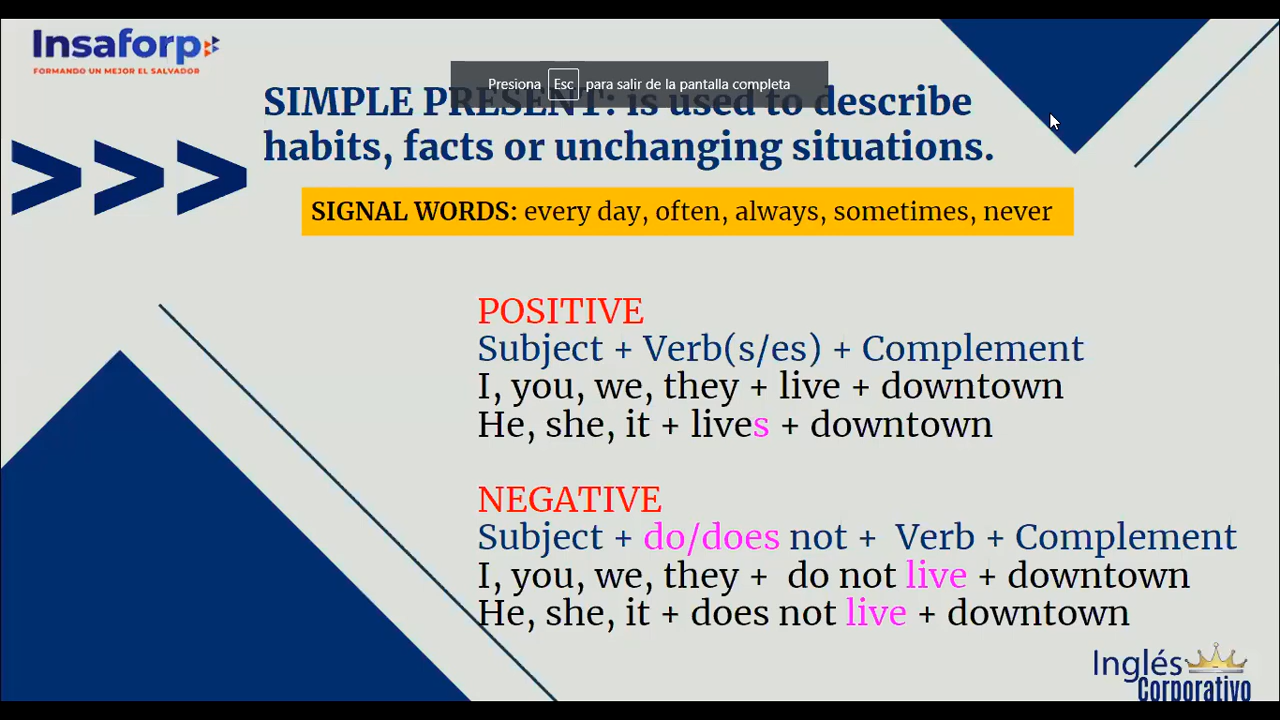 Insaforp
FORMANDO UN MEJOR EL SALVADOR
Presiona Esc para salir de la pantalla completa
SIMPLE PRESENT: is used to describe
habits, facts or unchanging situations.
>>>
SIGNAL WORDS: every day, often, always, sometimes, never
POSITIVE
Subject + Verb(s/es) + Complement
I, you, we, they + live + downtown
He, she, it + lives + downtown
NEGATIVE
Subject + do/does not + Verb + Complement
I, you, we, they + do not live + downtown
He, she, it + does not live + downtown
Inglés
Corporativo